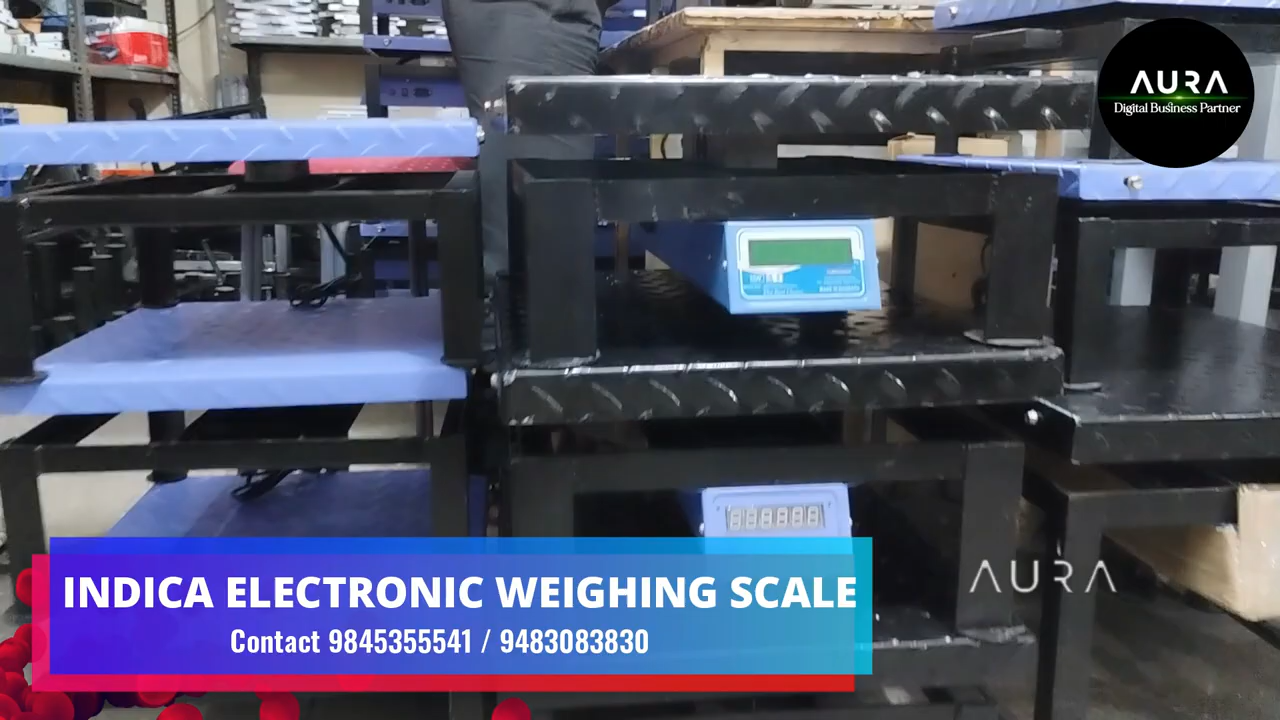 AURA
Digital Business Partner
INDICA ELECTRONIC WEIGHING SCALE
Contact 9845355541 / 9483083830
AURA